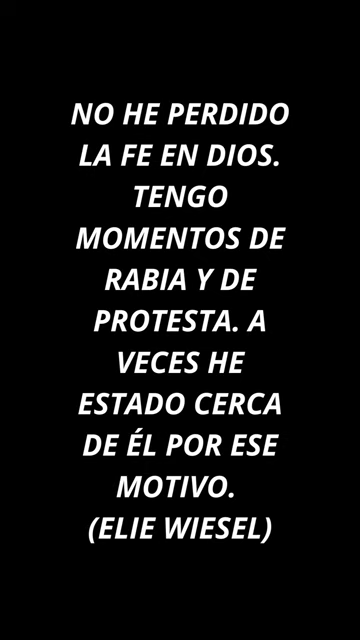 NO HE PERDIDO
LA FE EN DIOS.
TENGO
MOMENTOS DE
RABIA Y DE
PROTESTA. A
VECES HE
ESTADO CERCA
DE ÉL POR ESE
MOTIVO.
(ELIE WIESEL)